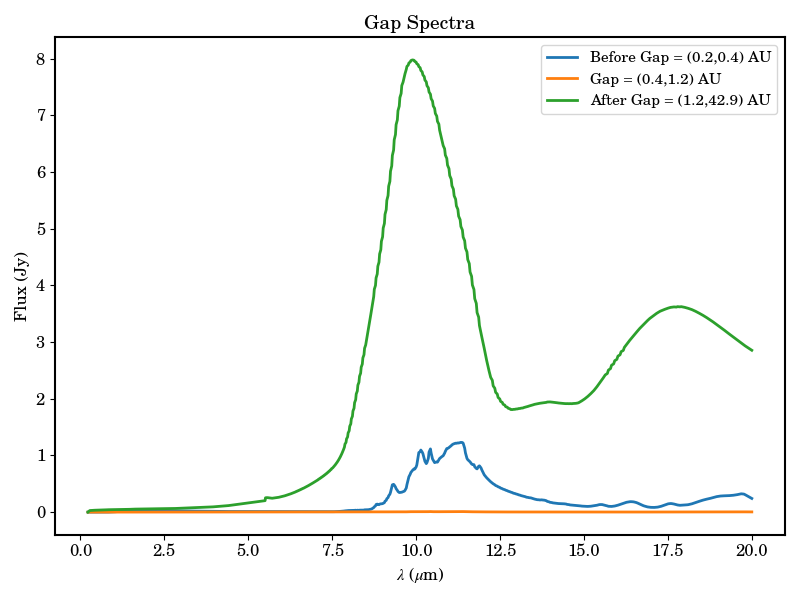 Gap Spectra
Before Gap = (0.2,0.4) AU
Gap = (0.4,1.2) AU
After Gap = (1.2,42.9) AU
Flux (Jy)
8
7
6
5
4
3
2
1
0
0.0 2.5 5.0 7.5 10.0 12.5 15.0 17.5 20.0
λ (μm)